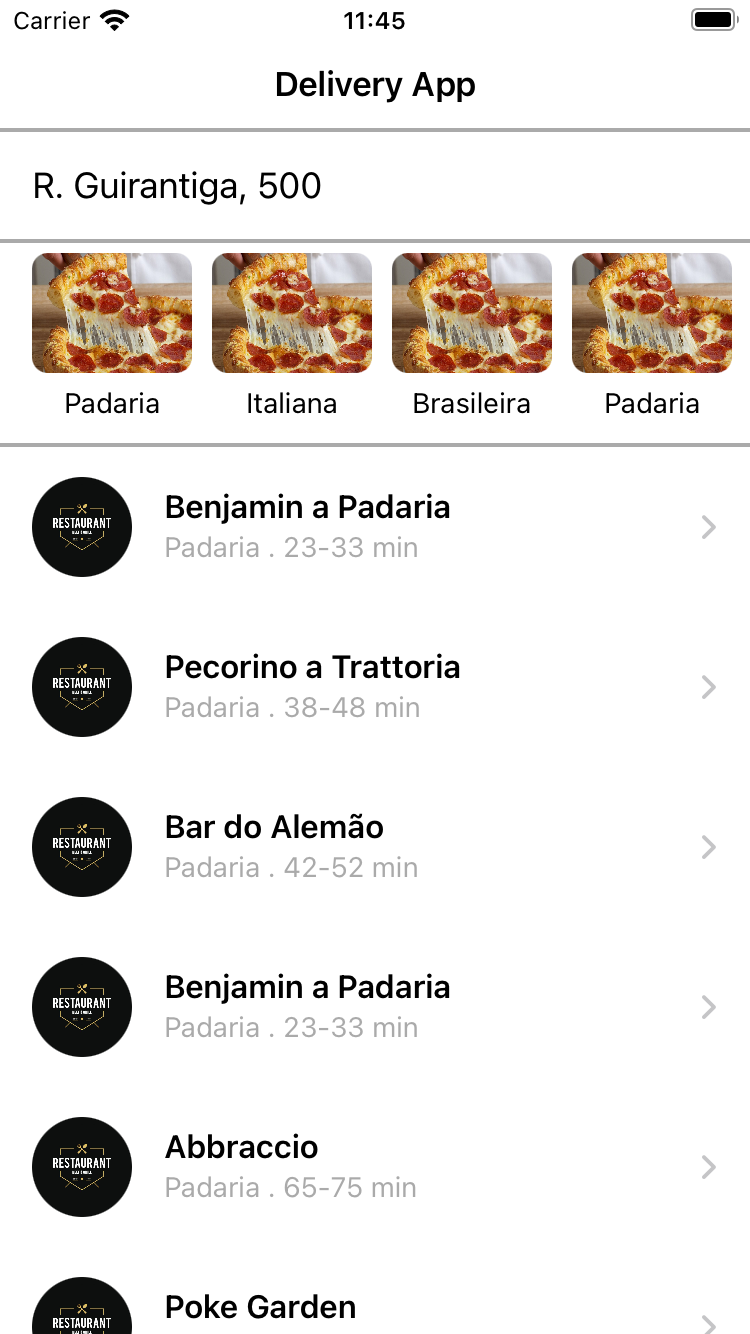 Carrier 11:45
Delivery App
R. Guirantiga, 500
Padaria Italiana Brasileira Padaria
RESTAURANT
Benjamin a Padaria
Padaria . 23-33 min
RESTAURANT
Pecorino a Trattoria
Padaria . 38-48 min
RESTAURANT
Bar do Alemão
Padaria . 42-52 min
RESTAURANT
Benjamin a Padaria
Padaria . 23-33 min
RESTAURANT
Abbraccio
Padaria . 65-75 min
RESTAURANT
Poke Garden